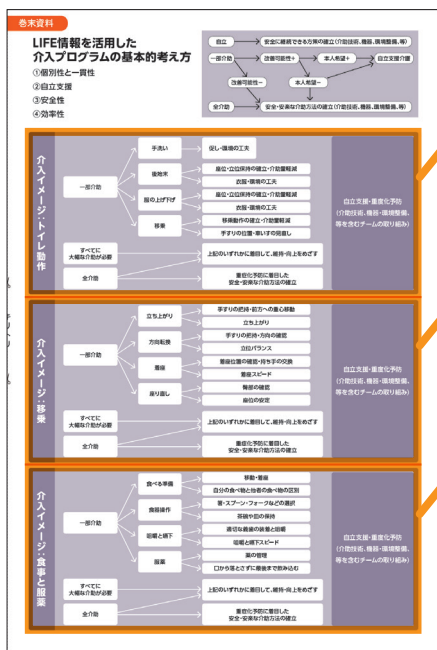 巻末資料
LIFE情報を活用した
介入プログラムの基本的考え方
①個別性と一貫性
②自立支援
③安全性
④効率性
自立
安全に継続できる方策の確立(介助技術、機器、環境整備、等)
一部介助
改善可能性+
本人希望+
自立支援介護
改善可能性−
本人希望−
全介助
安全・安楽な介助方法の確立(介助技術、機器、環境整備、等)
介入イメージ:トイレ動作
一部介助
手洗い
促し・環境の工夫
後始末
座位・立位保持の確立・介助量軽減
衣服・環境の工夫
服の上げ下げ
座位・立位保持の確立・介助量軽減
衣服・環境の工夫
移乗
移乗動作の確立・介助量軽減
手すりの位置・車いすの見直し
すべてに
大幅な介助が必要
上記のいずれかに着目して、維持・向上をめざす
全介助
重症化予防に着目した
安全・安楽な介助方法の確立
自立支援・重度化予防
(介助技術、機器・環境整備、
等を含むチームの取り組み)
介入イメージ:移乗
一部介助
立ち上がり
手すりの把持・前方への重心移動
立ち上がり
方向転換
手すりの把持・方向の確認
立位バランス
着座
着座位置の確認・持ち手の交換
着座スピード
座り直し
臀部の確認
座位の安定
すべてに
大幅な介助が必要
上記のいずれかに着目して、維持・向上をめざす
全介助
重症化予防に着目した
安全・安楽な介助方法の確立
自立支援・重度化予防
(介助技術、機器・環境整備、
等を含むチームの取り組み)
介入イメージ:食事と服薬
一部介助
食べる準備
移動・着座
自分の食べ物と他者の食べ物の区別
食器操作
箸・スプーン・フォークなどの選択
茶碗や皿の保持
咀嚼と嚥下
適切な義歯の装着と咀嚼
咀嚼と嚥下スピード
服薬
薬の管理
口から落とさずに最後まで飲み込む
すべてに
大幅な介助が必要
上記のいずれかに着目して、維持・向上をめざす
全介助
重症化予防に着目した
安全・安楽な介助方法の確立
自立支援・重度化予防
(介助技術、機器・環境整備、
等を含むチームの取り組み)